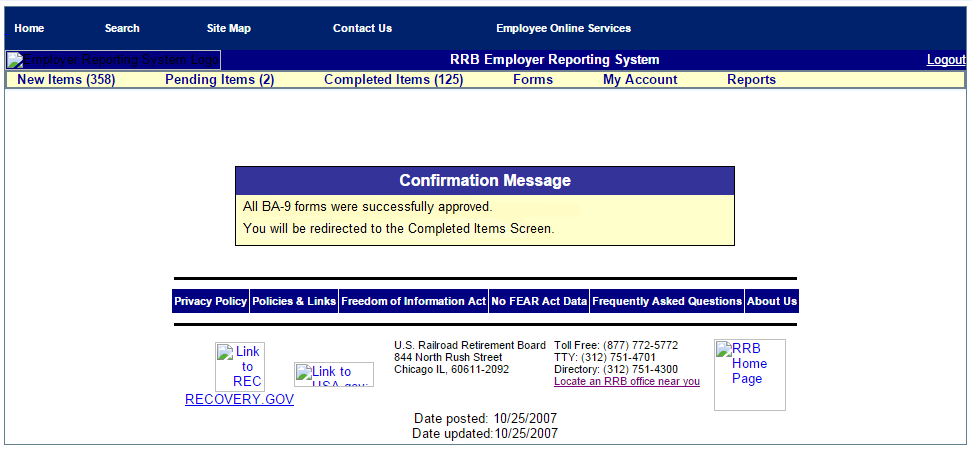 Home Search Site Map Contact Us Employee Online Services
Employer Reporting System Logo RRB Employer Reporting System Logout
New Items (358) Pending Items (2) Completed Items (125) Forms My Account Reports
Confirmation Message
All BA-9 forms were successfully approved.
You will be redirected to the Completed Items Screen.
Privacy Policy Policies & Links Freedom of Information Act No FEAR Act Data Frequently Asked Questions About Us
Link
to
REC
RECOVERY.GOV
Link to
USA.gov:
U.S. Railroad Retirement Board
844 North Rush Street
Chicago IL, 60611-2092
Toll Free: (877) 772-5772
TTY: (312) 751-4701
Directory: (312) 751-4300
Locate an RRB office near you
RRB
Home
Page
Date posted: 10/25/2007
Date updated:10/25/2007